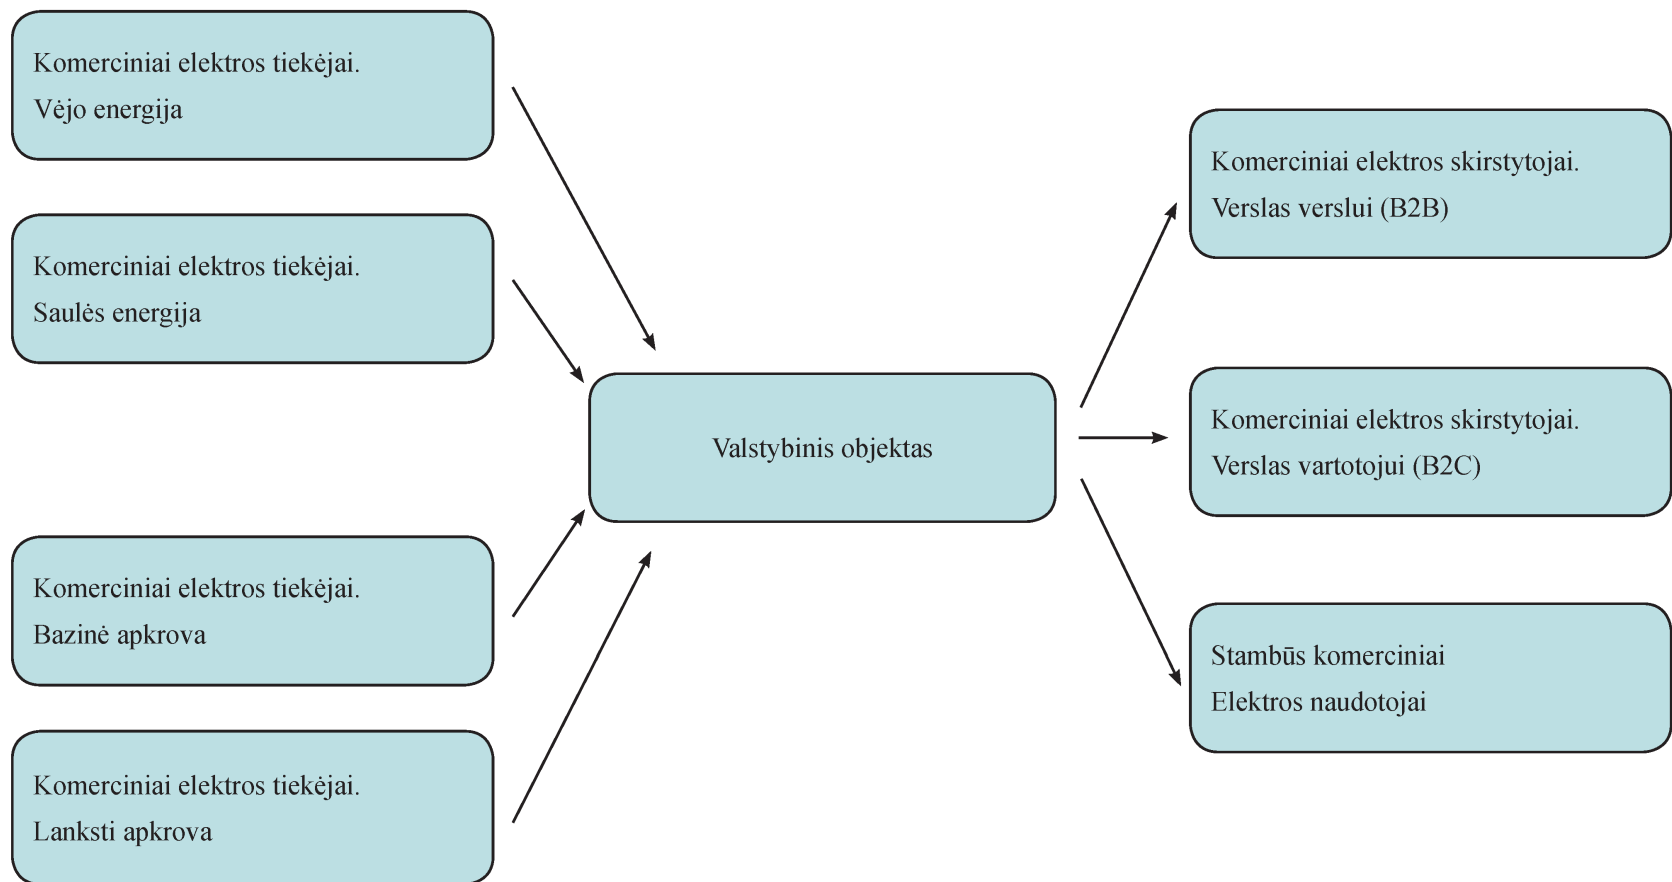 Komerciniai elektros tiekėjai.
Vėjo energija
Komerciniai elektros tiekėjai.
Saulės energija
Komerciniai elektros tiekėjai.
Bazinė apkrova
Komerciniai elektros tiekėjai.
Lanksti apkrova
Valstybinis objektas
Komerciniai elektros skirstytojai.
Verslas verslui (B2B)
Komerciniai elektros skirstytojai.
Verslas vartotojui (B2C)
Stambūs komerciniai
Elektros naudotojai